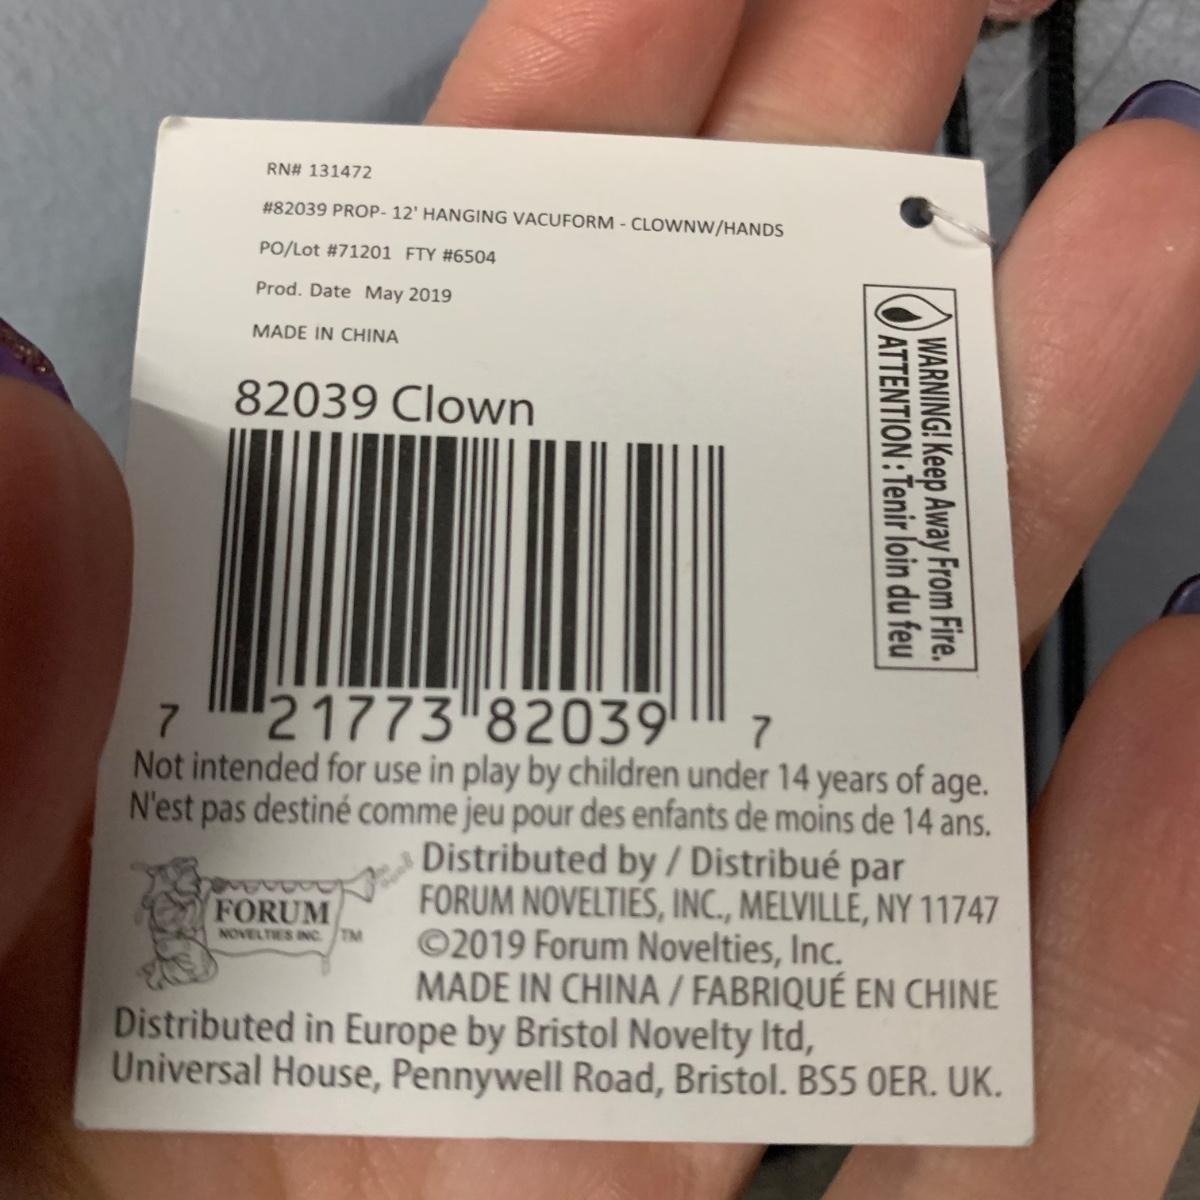 RN# 131472
#82039 PROP- 12' HANGING VACUFORM - CLOWNW/HANDS
PO/Lot #71201 FTY #6504
Prod. Date May 2019
MADE IN CHINA
82039 Clown
7 21773 82039 7
WARNING! Keep Away From Fire.
ATTENTION : Tenir loin du feu
Not intended for use in play by children under 14 years of age.
N'est pas destiné comme jeu pour des enfants de moins de 14 ans.
FORUM
NOVELTIES INC. TM
Distributed by / Distribué par
FORUM NOVELTIES, INC., MELVILLE, NY 11747
©2019 Forum Novelties, Inc.
MADE IN CHINA / FABRIQUÉ EN CHINE
Distributed in Europe by Bristol Novelty ltd,
Universal House, Pennywell Road, Bristol. BS5 0ER. UK.